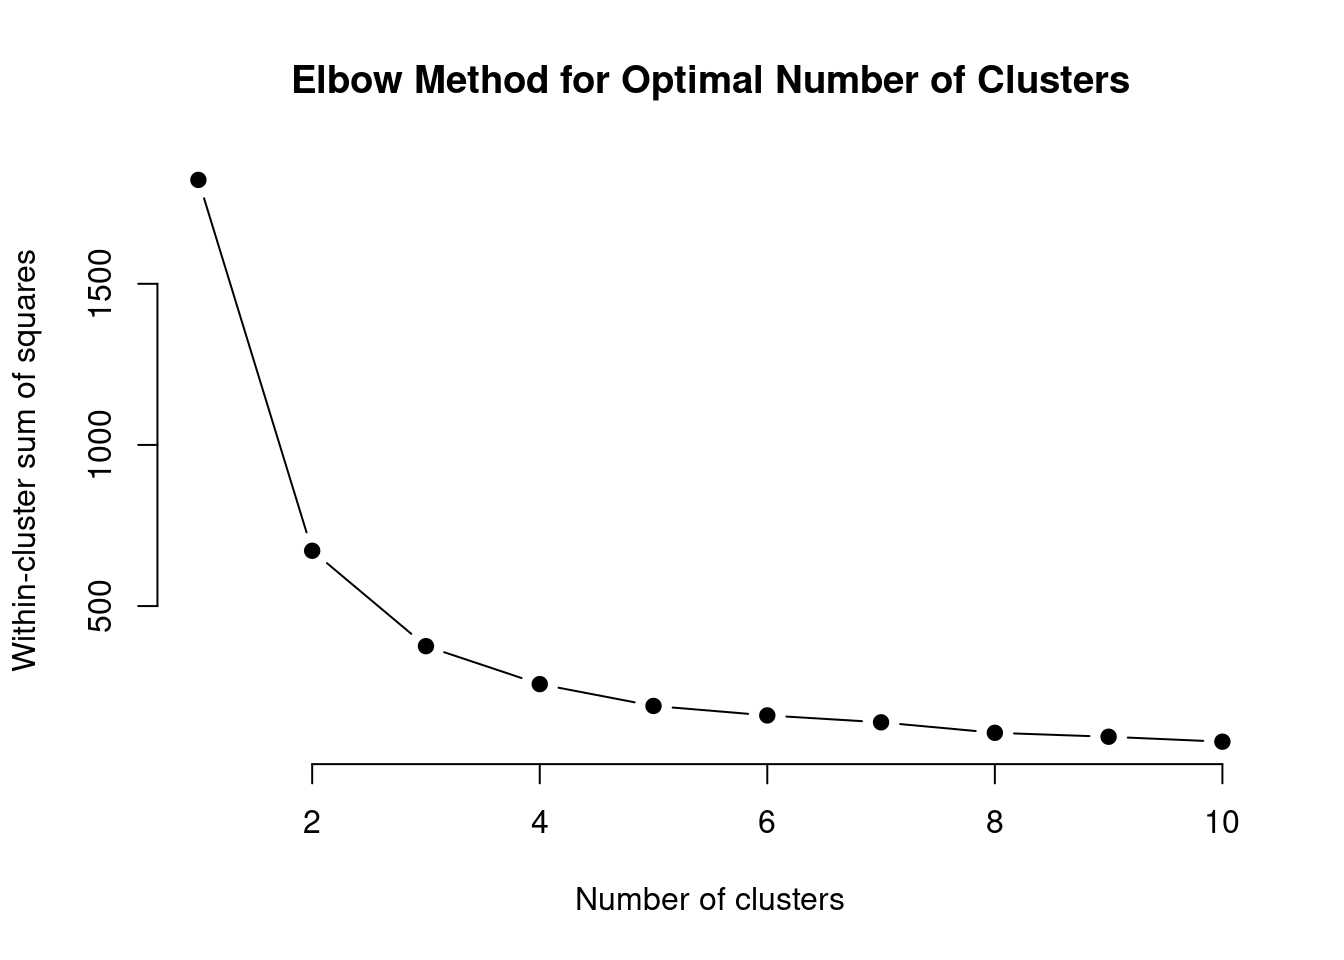 Elbow Method for Optimal Number of Clusters
Within-cluster sum of squares
1500
1000
500
2 4 6 8 10
Number of clusters